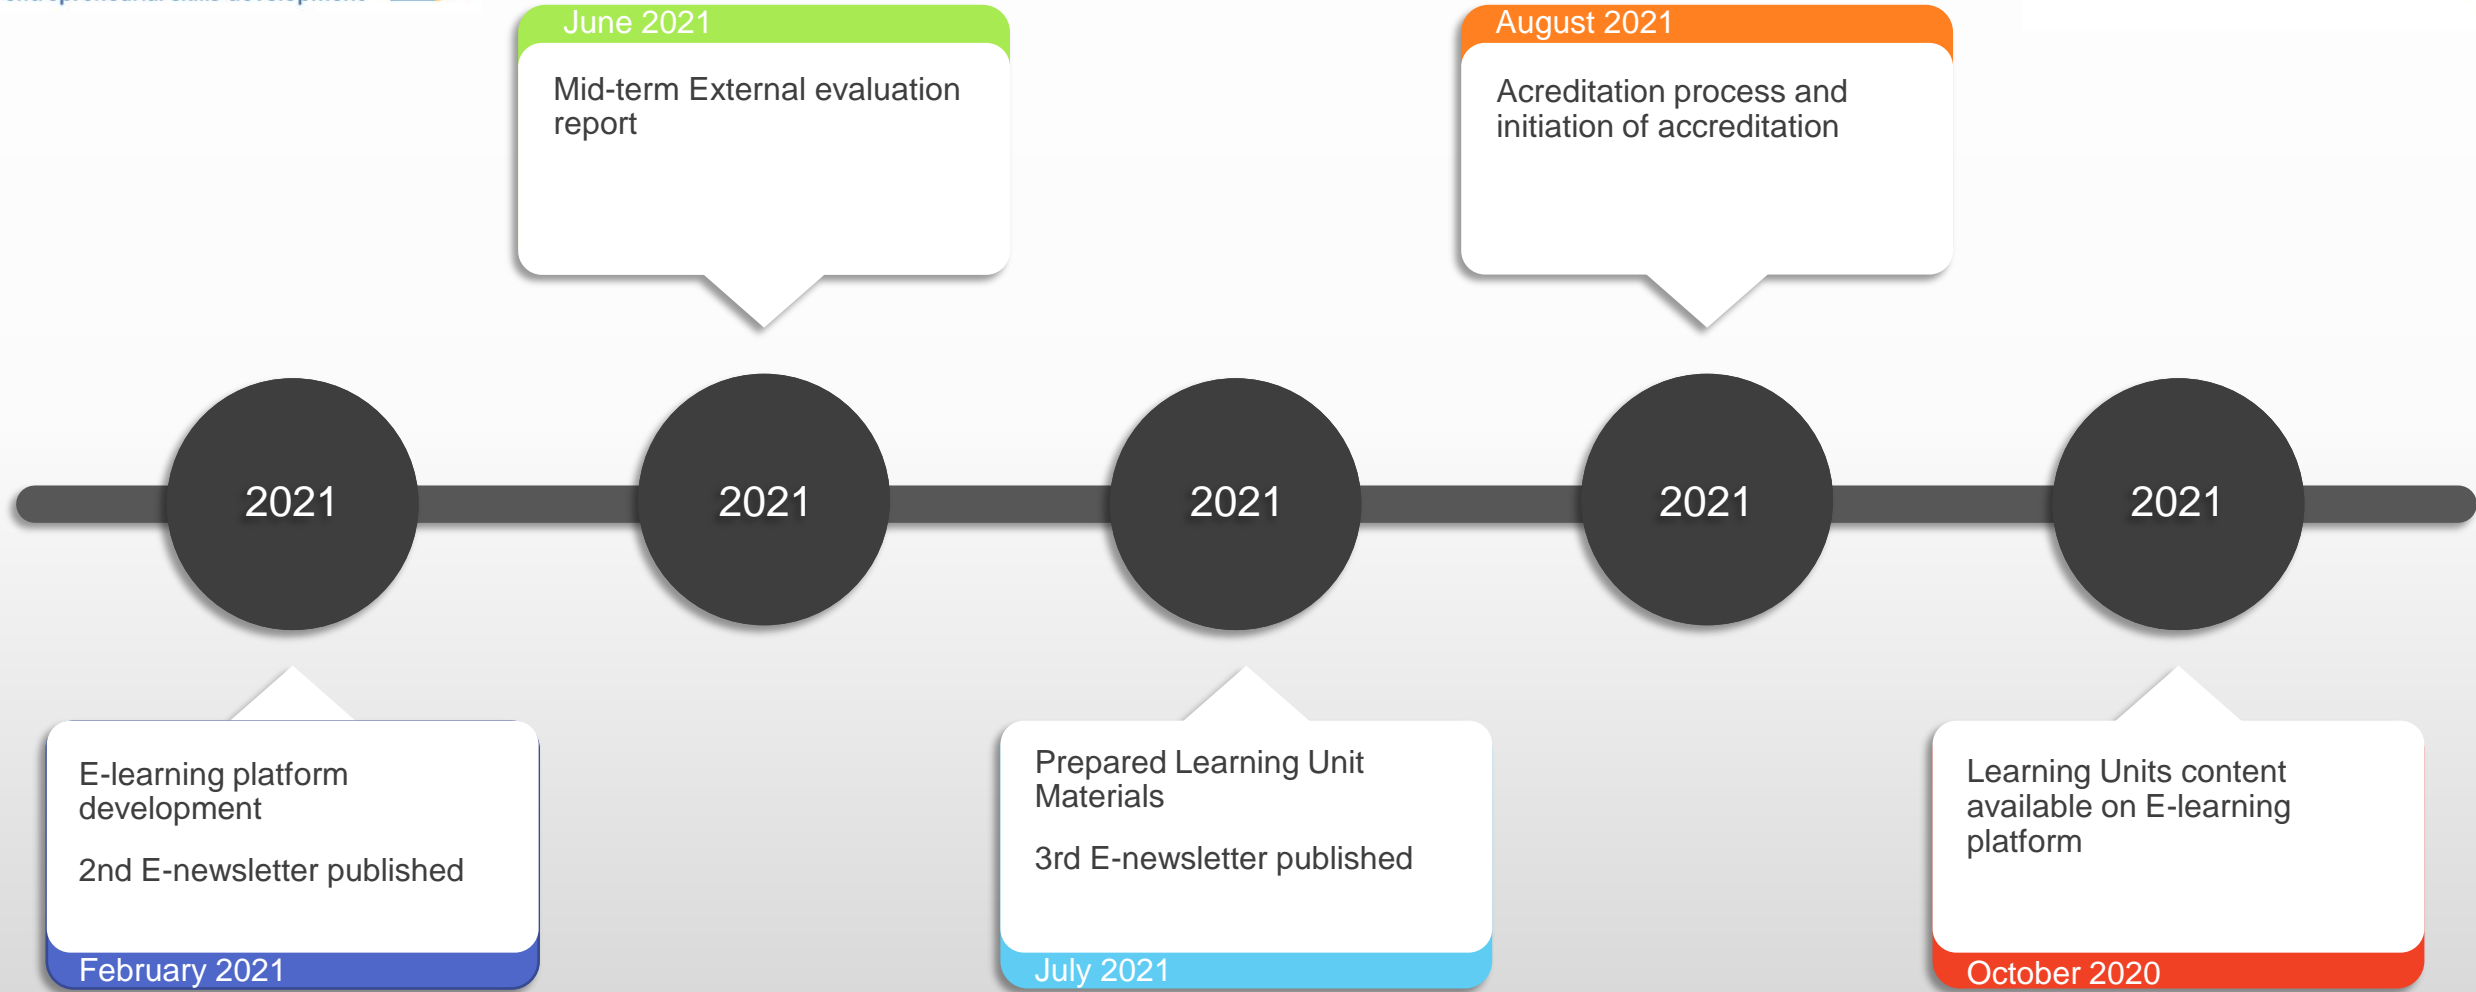 June 2021
Mid-term External evaluation
report
August 2021
Acreditation process and
initiation of accreditation
2021
2021
2021
2021
2021
E-learning platform
development
2nd E-newsletter published
February 2021
Prepared Learning Unit
Materials
3rd E-newsletter published
July 2021
Learning Units content
available on E-learning
platform
October 2020